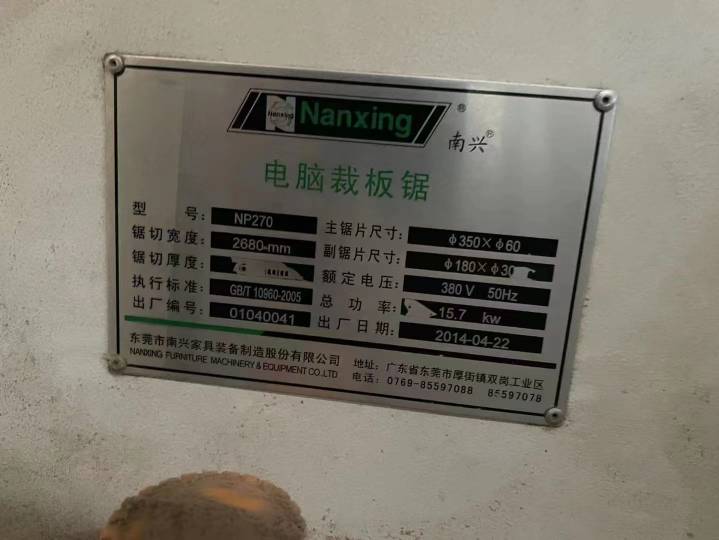 Nanxing
Nanxing ®
南兴®
电脑裁板锯
型号: NP270
主锯片尺寸: φ350×φ60
锯切宽度: 2680-mm
副锯片尺寸: φ180×φ30
锯切厚度:
额定电压: 380V 50Hz
执行标准: GB/T 10960-2005
总功率: 15.7 kw
出厂编号: 01040041
出厂日期: 2014-04-22
东莞市南兴家具装备制造股份有限公司
NANXING FURNITURE MACHINERY & EQUIPMENT CO.,LTD
地址: 广东省东莞市厚街镇双岗工业区
电话: 0769-85597088 85597078